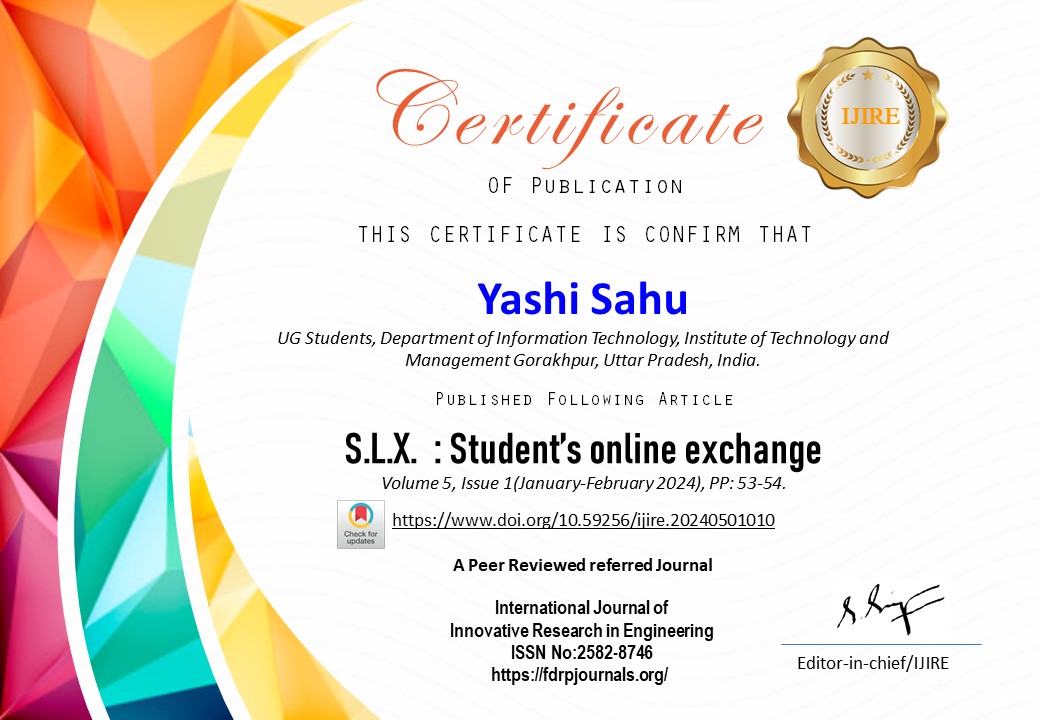 Certificate
IJIRE
OF PUBLICATION
THIS CERTIFICATE IS CONFIRM THAT
Yashi Sahu
UG Students, Department of Information Technology, Institute of Technology and
Management Gorakhpur, Uttar Pradesh, India.
PUBLISHED FOLLOWING ARTICLE
S.L.X. : Student's online exchange
Volume 5, Issue 1(January-February 2024), PP: 53-54.
Check for
updates
https://www.doi.org/10.59256/ijire.20240501010
A Peer Reviewed referred Journal
International Journal of
Innovative Research in Engineering
ISSN No:2582-8746
https://fdrpjournals.org/
Editor-in-chief/IJIRE